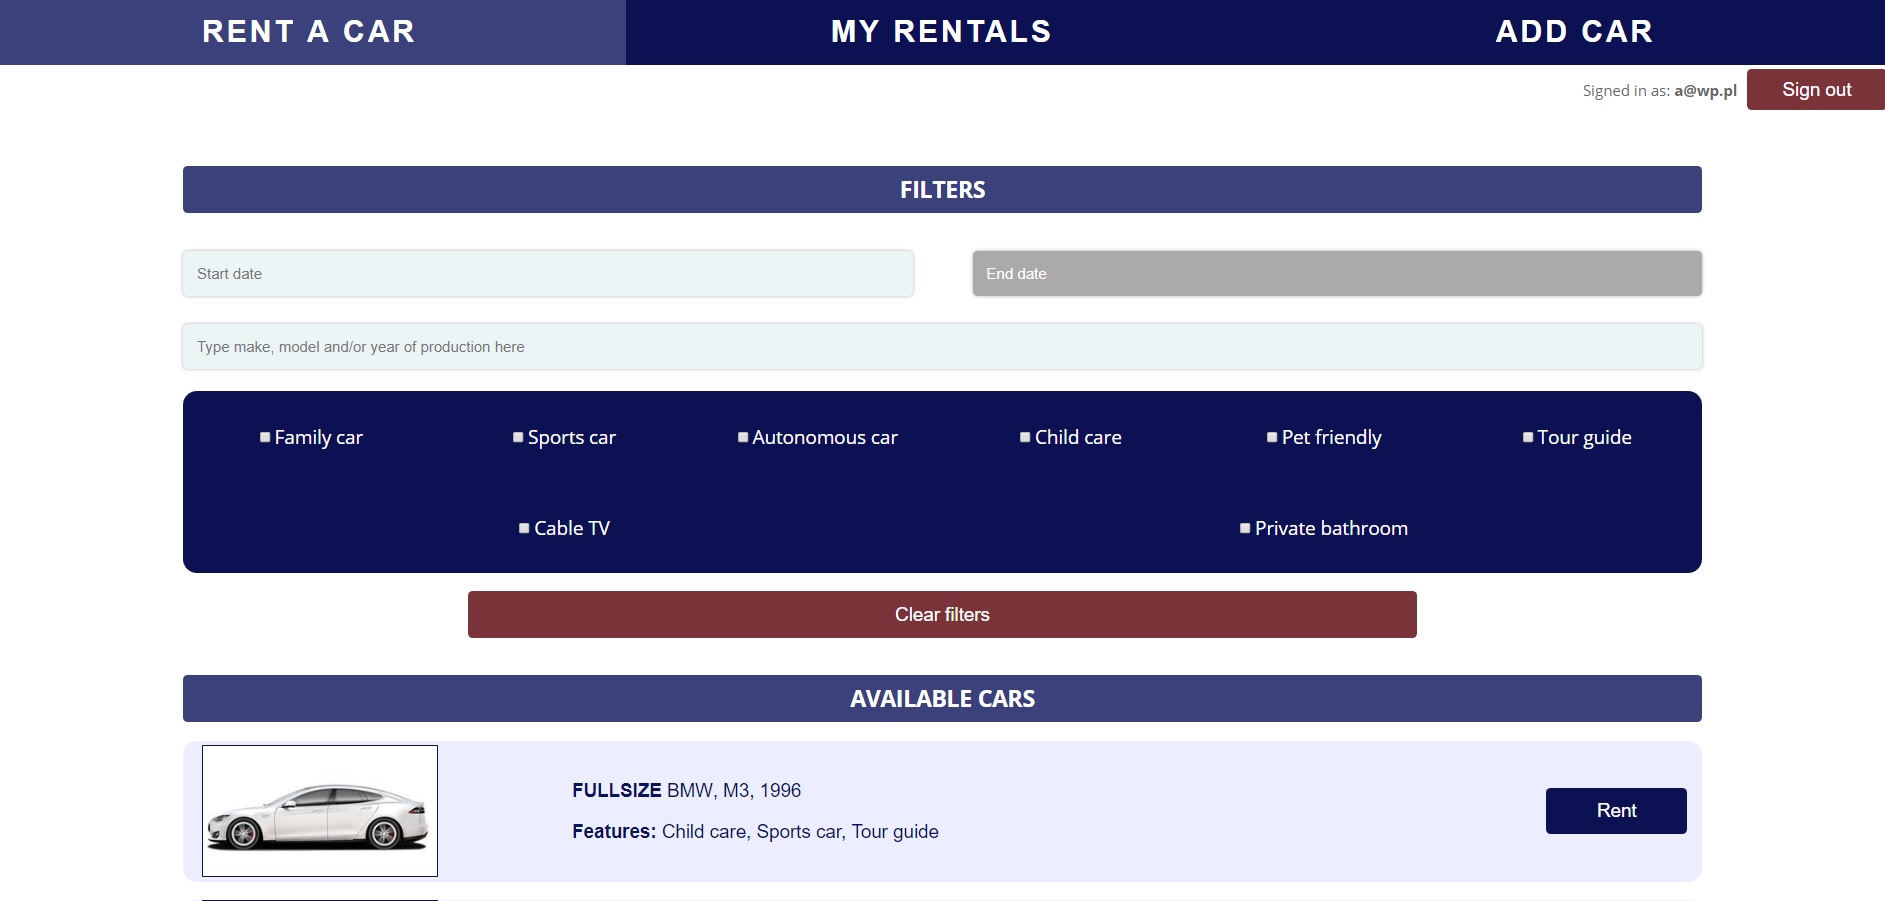 RENT A CAR
MY RENTALS
ADD CAR
Signed in as: a@wp.pl
Sign out
FILTERS
Start date
End date
Type make, model and/or year of production here
Family car
Sports car
Autonomous car
Child care
Pet friendly
Tour guide
Cable TV
Private bathroom
Clear filters
AVAILABLE CARS
FULLSIZE BMW, M3, 1996
Features: Child care, Sports car, Tour guide
Rent